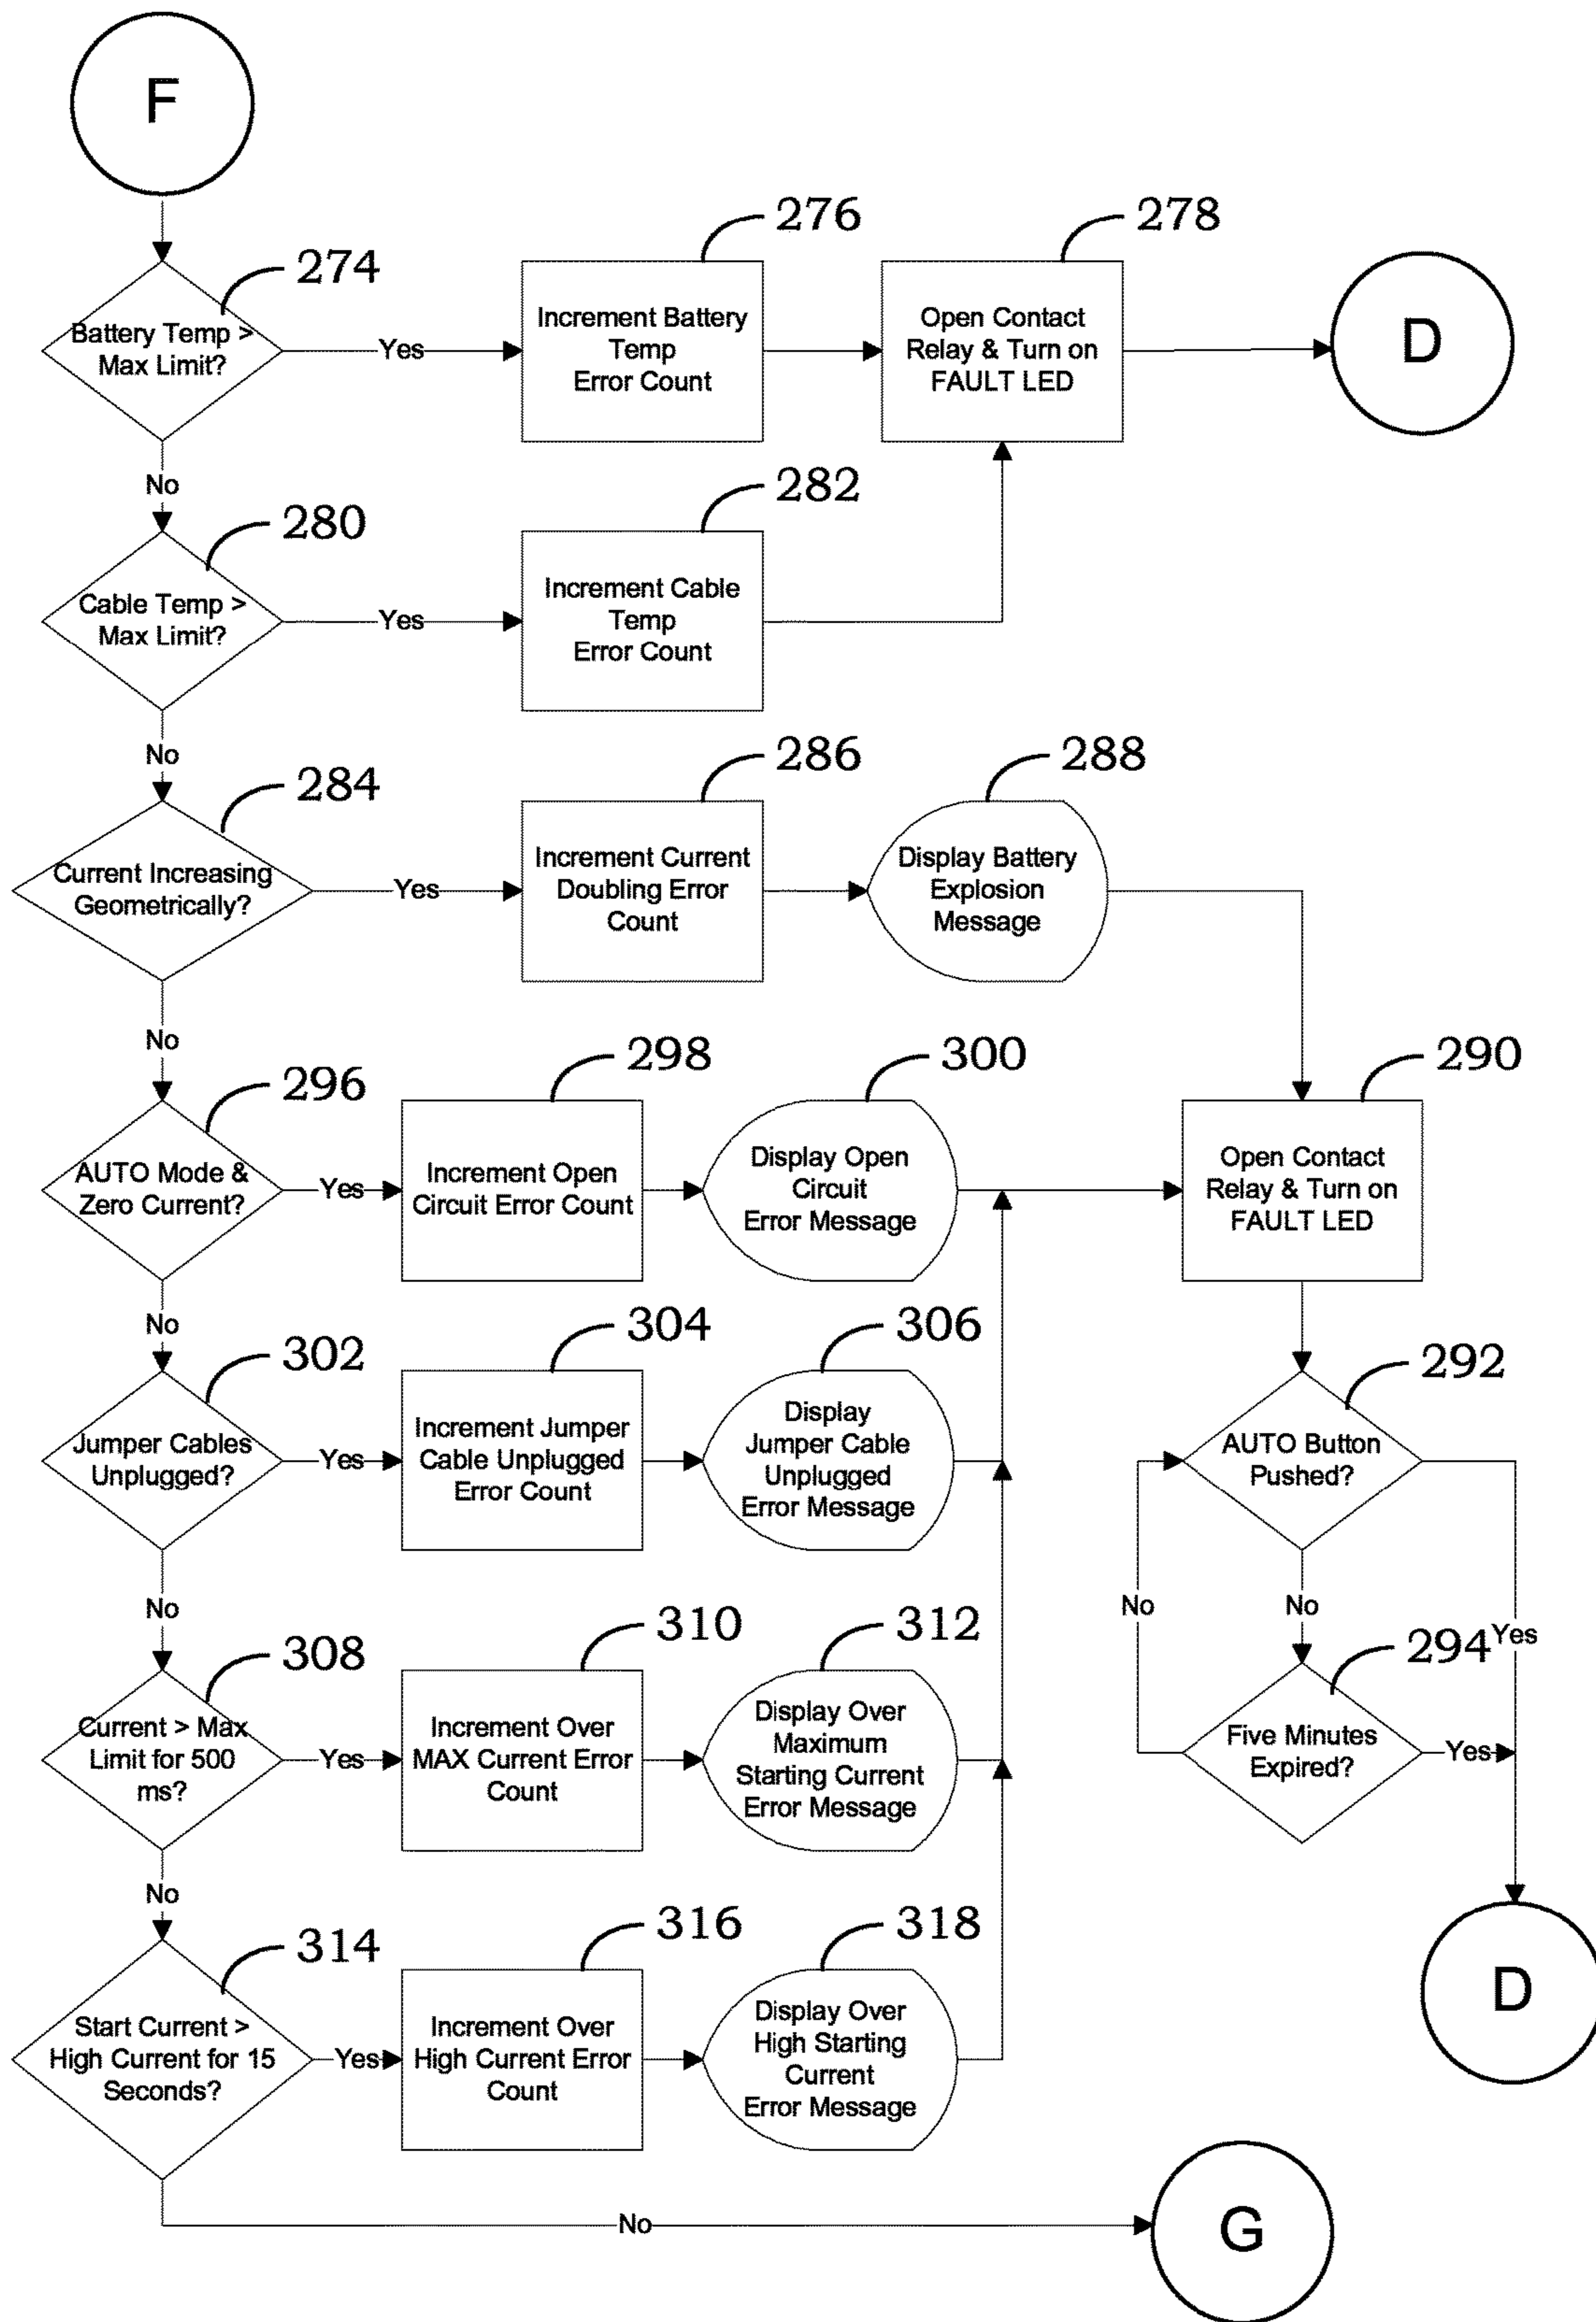 F
274
276
278
Battery Temp >
Max Limit?
Yes
Increment Battery
Temp
Error Count
Open Contact
Relay & Turn on
FAULT LED
D
No
280
282
Cable Temp >
Max Limit?
Yes
Increment Cable
Temp
Error Count
No
284
286
288
Current Increasing
Geometrically?
Yes
Increment Current
Doubling Error
Count
Display Battery
Explosion
Message
No
296
298
300
290
AUTO Mode &
Zero Current?
Yes
Increment Open
Circuit Error Count
Display Open
Circuit
Error Message
Open Contact
Relay & Turn on
FAULT LED
No
302
304
306
292
Jumper Cables
Unplugged?
Yes
Increment Jumper
Cable Unplugged
Error Count
Display
Jumper Cable
Unplugged
Error Message
AUTO Button
Pushed?
No
No
No
Yes
308
310
312
294
Current > Max
Limit for 500
ms?
Yes
Increment Over
MAX Current Error
Count
Display Over
Maximum
Starting Current
Error Message
Five Minutes
Expired?
Yes
No
314
316
318
Start Current >
High Current for 15
Seconds?
Yes
Increment Over
High Current Error
Count
Display Over
High Starting
Current
Error Message
D
No
G